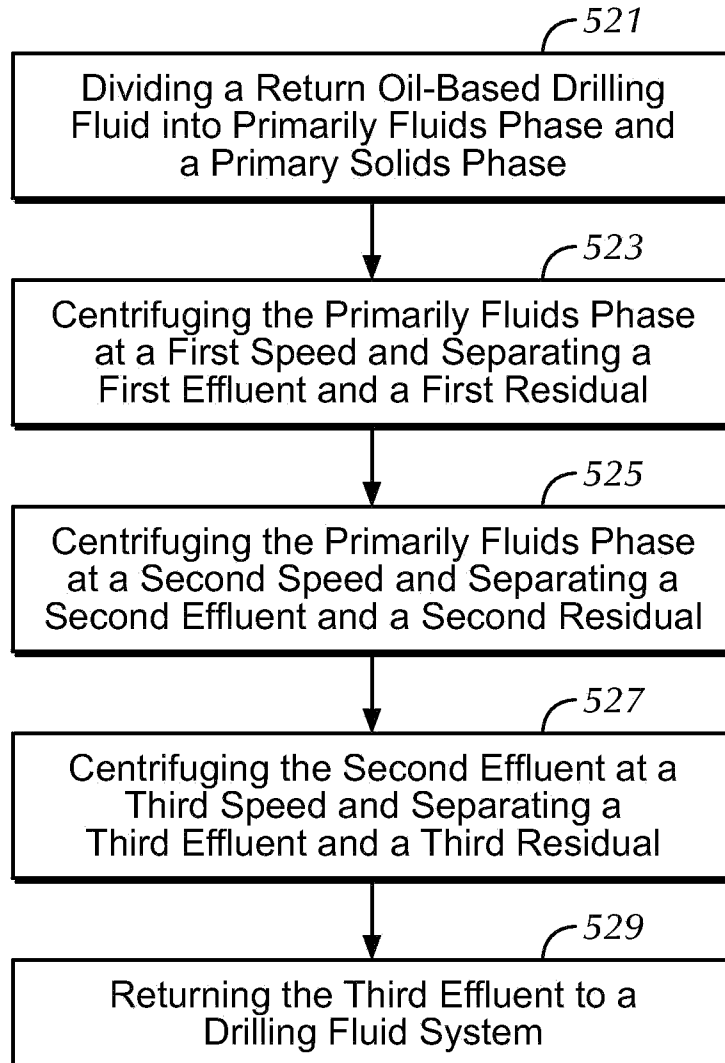 521
Dividing a Return Oil-Based Drilling
Fluid into Primarily Fluids Phase and
a Primary Solids Phase
523
Centrifuging the Primarily Fluids Phase
at a First Speed and Separating a
First Effluent and a First Residual
525
Centrifuging the Primarily Fluids Phase
at a Second Speed and Separating a
Second Effluent and a Second Residual
527
Centrifuging the Second Effluent at a
Third Speed and Separating a
Third Effluent and a Third Residual
529
Returning the Third Effluent to a
Drilling Fluid System